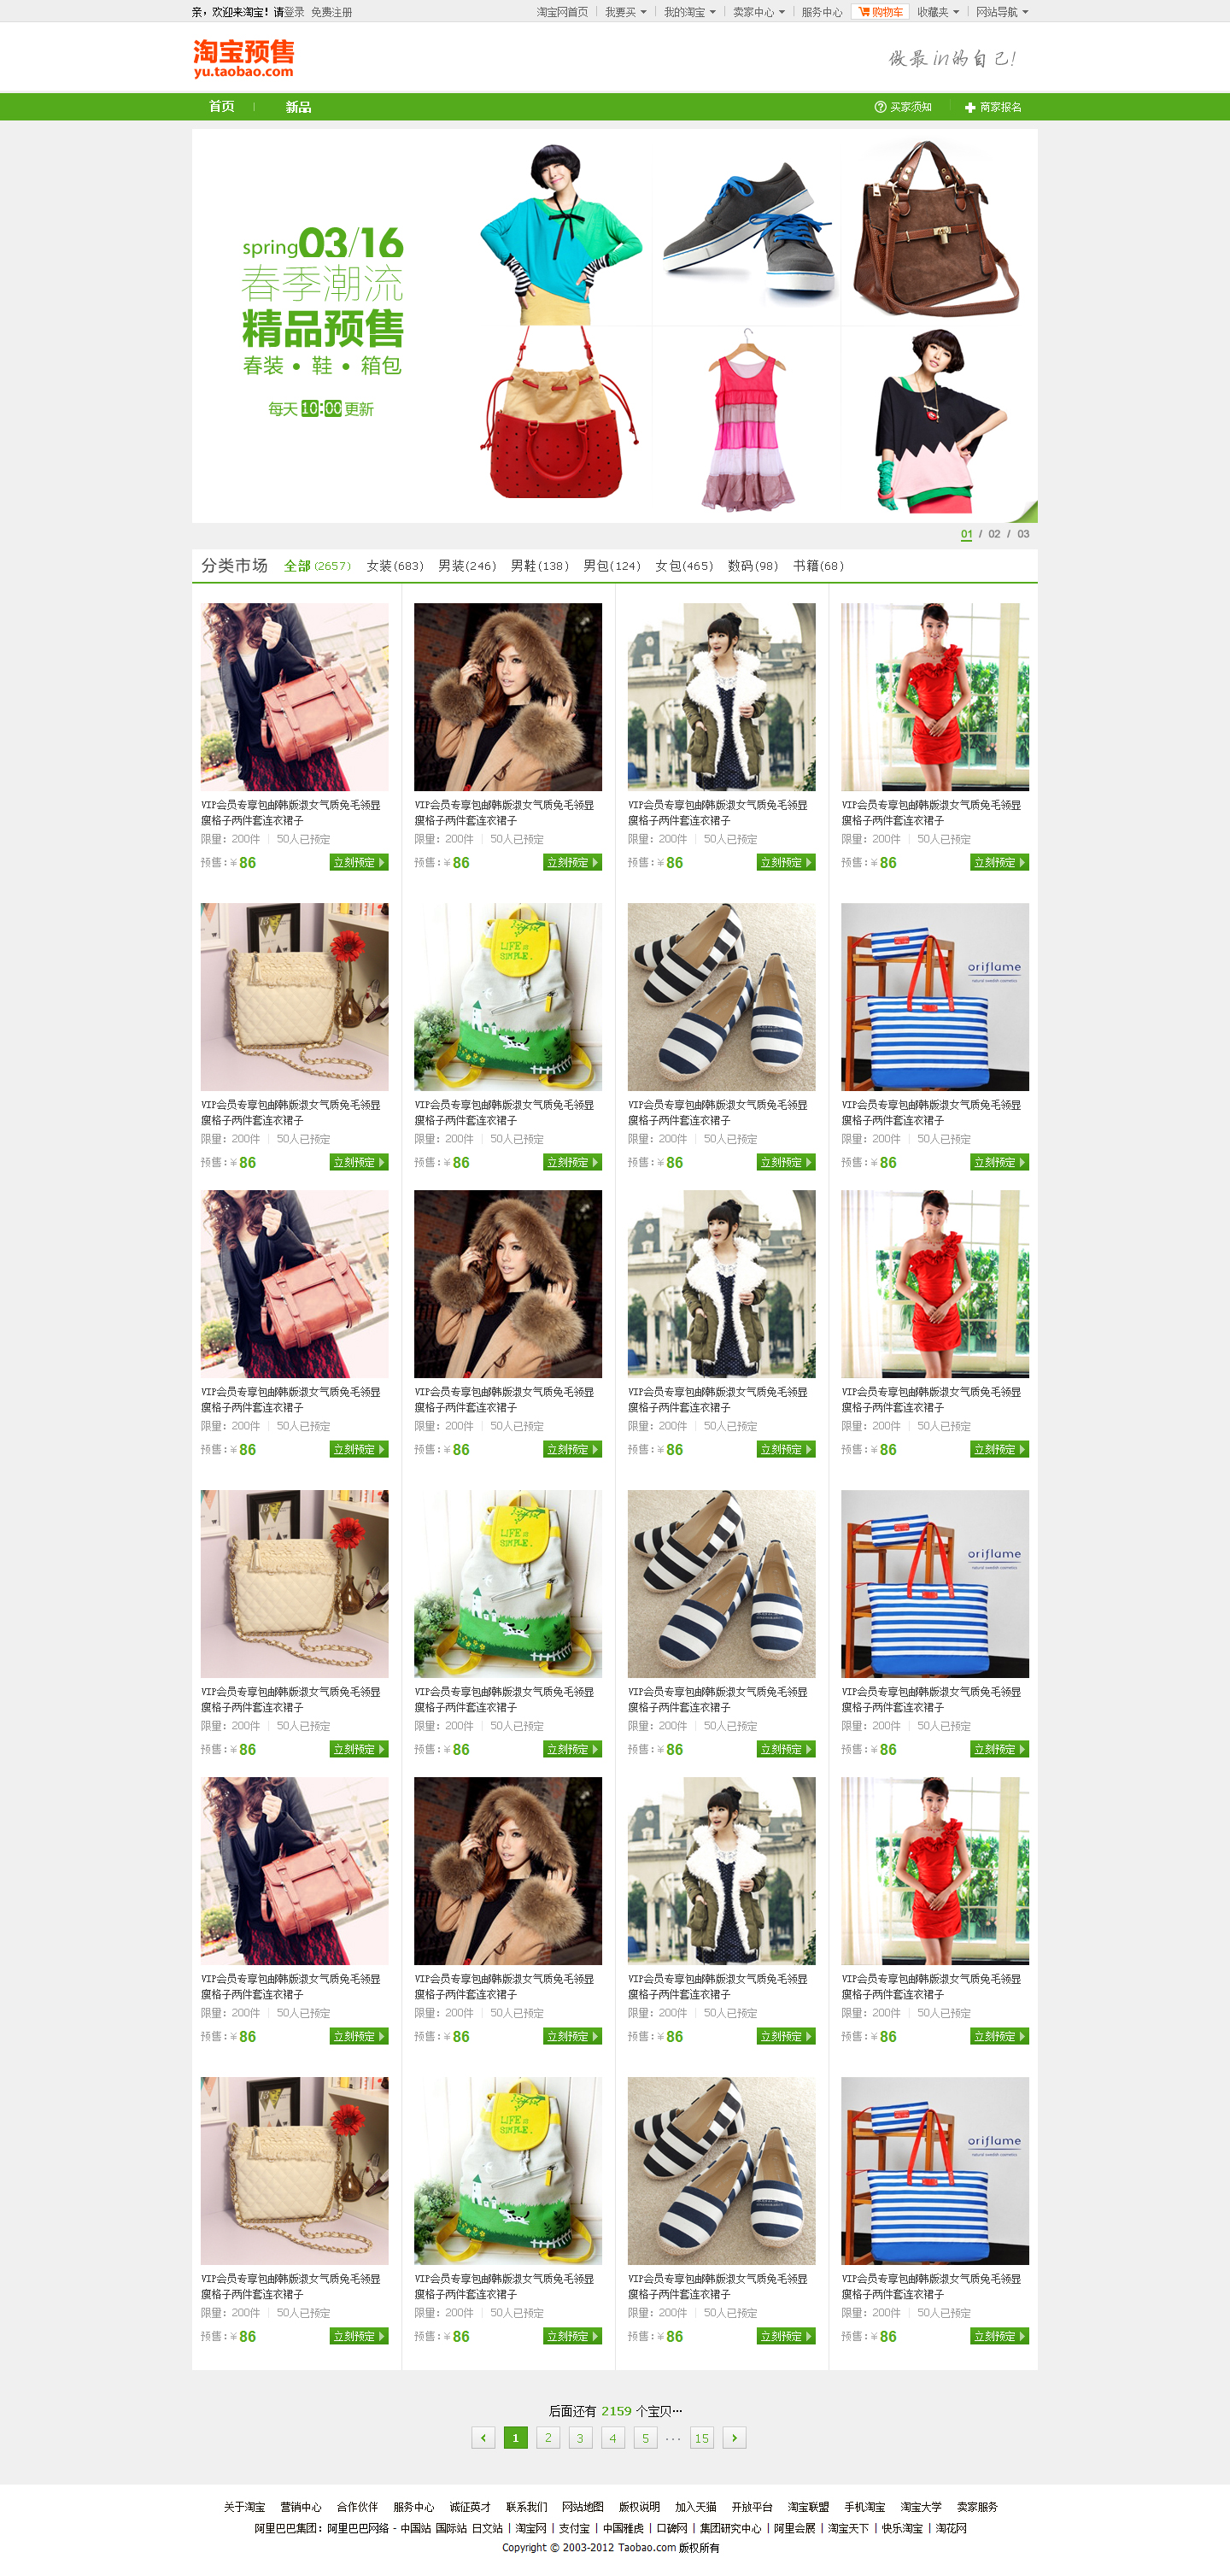 亲，欢迎来淘宝！请登录 免费注册 淘宝网首页 我要买 我的淘宝 卖家中心 服务中心 购物车 收藏夹 网站导航
淘宝预售
yu.taobao.com
做最in的自己!
首页 新品 买家须知 商家报名
spring 03/16
春季潮流
精品预售
春装 • 鞋 • 箱包
每天 10:00 更新
01 / 02 / 03
分类市场 全部(2657) 女装(683) 男装(246) 男鞋(138) 男包(124) 女包(465) 数码(98) 书籍(68)
VIP会员专享包邮韩版淑女气质兔毛领显 VIP会员专享包邮韩版淑女气质兔毛领显 VIP会员专享包邮韩版淑女气质兔毛领显 VIP会员专享包邮韩版淑女气质兔毛领显
瘦格子两件套连衣裙子 瘦格子两件套连衣裙子 瘦格子两件套连衣裙子 瘦格子两件套连衣裙子
限量：200件 50人已预定 限量：200件 50人已预定 限量：200件 50人已预定 限量：200件 50人已预定
预售：¥ 86 立刻预定 预售：¥ 86 立刻预定 预售：¥ 86 立刻预定 预售：¥ 86 立刻预定
LIFE is
SIMPLE.
oriflame
natural swedish cosmetics
VIP会员专享包邮韩版淑女气质兔毛领显 VIP会员专享包邮韩版淑女气质兔毛领显 VIP会员专享包邮韩版淑女气质兔毛领显 VIP会员专享包邮韩版淑女气质兔毛领显
瘦格子两件套连衣裙子 瘦格子两件套连衣裙子 瘦格子两件套连衣裙子 瘦格子两件套连衣裙子
限量：200件 50人已预定 限量：200件 50人已预定 限量：200件 50人已预定 限量：200件 50人已预定
预售：¥ 86 立刻预定 预售：¥ 86 立刻预定 预售：¥ 86 立刻预定 预售：¥ 86 立刻预定
VIP会员专享包邮韩版淑女气质兔毛领显 VIP会员专享包邮韩版淑女气质兔毛领显 VIP会员专享包邮韩版淑女气质兔毛领显 VIP会员专享包邮韩版淑女气质兔毛领显
瘦格子两件套连衣裙子 瘦格子两件套连衣裙子 瘦格子两件套连衣裙子 瘦格子两件套连衣裙子
限量：200件 50人已预定 限量：200件 50人已预定 限量：200件 50人已预定 限量：200件 50人已预定
预售：¥ 86 立刻预定 预售：¥ 86 立刻预定 预售：¥ 86 立刻预定 预售：¥ 86 立刻预定
LIFE is
SIMPLE.
oriflame
natural swedish cosmetics
VIP会员专享包邮韩版淑女气质兔毛领显 VIP会员专享包邮韩版淑女气质兔毛领显 VIP会员专享包邮韩版淑女气质兔毛领显 VIP会员专享包邮韩版淑女气质兔毛领显
瘦格子两件套连衣裙子 瘦格子两件套连衣裙子 瘦格子两件套连衣裙子 瘦格子两件套连衣裙子
限量：200件 50人已预定 限量：200件 50人已预定 限量：200件 50人已预定 限量：200件 50人已预定
预售：¥ 86 立刻预定 预售：¥ 86 立刻预定 预售：¥ 86 立刻预定 预售：¥ 86 立刻预定
VIP会员专享包邮韩版淑女气质兔毛领显 VIP会员专享包邮韩版淑女气质兔毛领显 VIP会员专享包邮韩版淑女气质兔毛领显 VIP会员专享包邮韩版淑女气质兔毛领显
瘦格子两件套连衣裙子 瘦格子两件套连衣裙子 瘦格子两件套连衣裙子 瘦格子两件套连衣裙子
限量：200件 50人已预定 限量：200件 50人已预定 限量：200件 50人已预定 限量：200件 50人已预定
预售：¥ 86 立刻预定 预售：¥ 86 立刻预定 预售：¥ 86 立刻预定 预售：¥ 86 立刻预定
LIFE is
SIMPLE.
oriflame
natural swedish cosmetics
VIP会员专享包邮韩版淑女气质兔毛领显 VIP会员专享包邮韩版淑女气质兔毛领显 VIP会员专享包邮韩版淑女气质兔毛领显 VIP会员专享包邮韩版淑女气质兔毛领显
瘦格子两件套连衣裙子 瘦格子两件套连衣裙子 瘦格子两件套连衣裙子 瘦格子两件套连衣裙子
限量：200件 50人已预定 限量：200件 50人已预定 限量：200件 50人已预定 限量：200件 50人已预定
预售：¥ 86 立刻预定 预售：¥ 86 立刻预定 预售：¥ 86 立刻预定 预售：¥ 86 立刻预定
后面还有 2159 个宝贝···
1 2 3 4 5 ··· 15
关于淘宝 营销中心 合作伙伴 服务中心 诚征英才 联系我们 网站地图 版权说明 加入天猫 开放平台 淘宝联盟 手机淘宝 淘宝大学 卖家服务
阿里巴巴集团：阿里巴巴网络 - 中国站 国际站 日文站 | 淘宝网 | 支付宝 | 中国雅虎 | 口碑网 | 集团研究中心 | 阿里会展 | 淘宝天下 | 快乐淘宝 | 淘花网
Copyright © 2003-2012 Taobao.com 版权所有